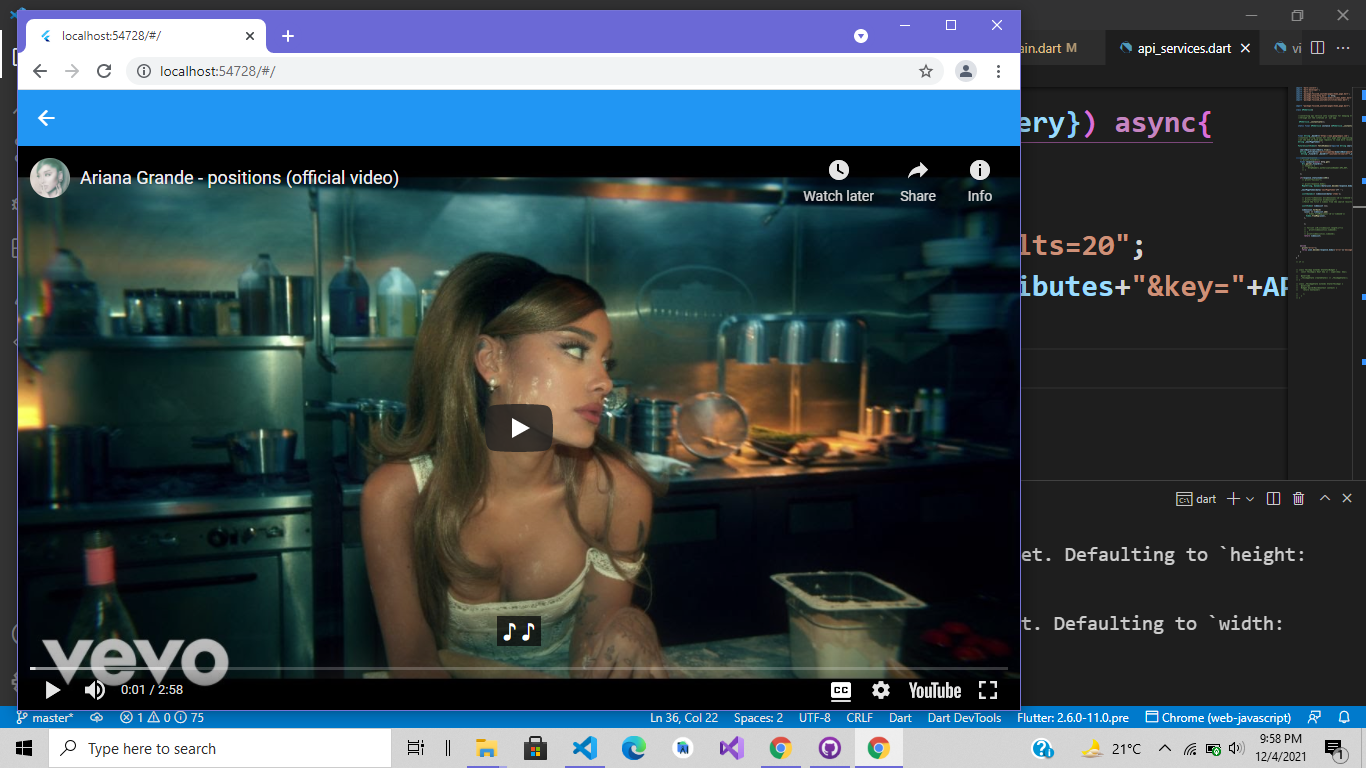 localhost:54728/#/
localhost:54728/#/
ain.dart M
api_services.dart
vi
Ariana Grande - positions (official video)
Watch later
Share
Info
ery}) async{
lts=20";
ibutes+"&key="+AP
dart
et. Defaulting to `height:
t. Defaulting to `width:
vevo
0:01 / 2:58
CC
YouTube
master*
1
0
75
Ln 36, Col 22
Spaces: 2
UTF-8
CRLF
Dart
Dart DevTools
Flutter: 2.6.0-11.0.pre
Chrome (web-javascript)
Type here to search
21°C
9:58 PM
12/4/2021
1